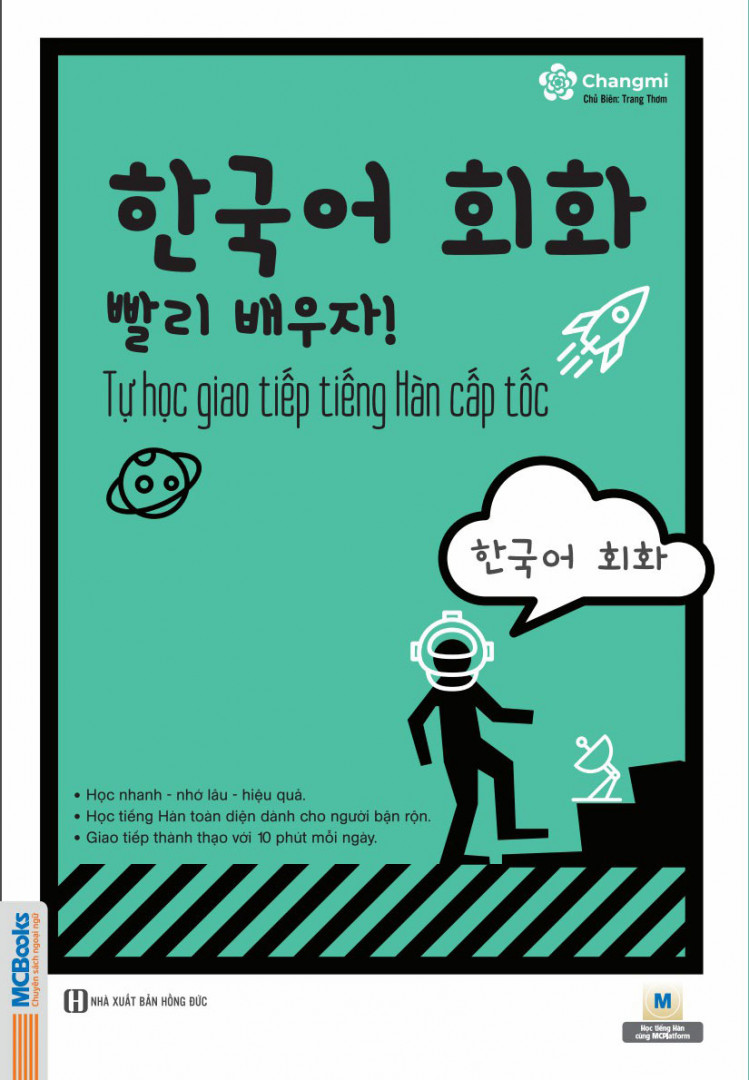 Changmi
Chủ Biên: Trang Thơm
한국어 회화
빨리 배우자!
Tự học giao tiếp tiếng Hàn cấp tốc
한국어 회화
• Học nhanh - nhớ lâu - hiệu quả.
• Học tiếng Hàn toàn diện dành cho người bận rộn.
• Giao tiếp thành thạo với 10 phút mỗi ngày.
MCBooks
Chuyên sách ngoại ngữ
NHÀ XUẤT BẢN HỒNG ĐỨC
M
Học tiếng Hàn
cùng MCPlatform